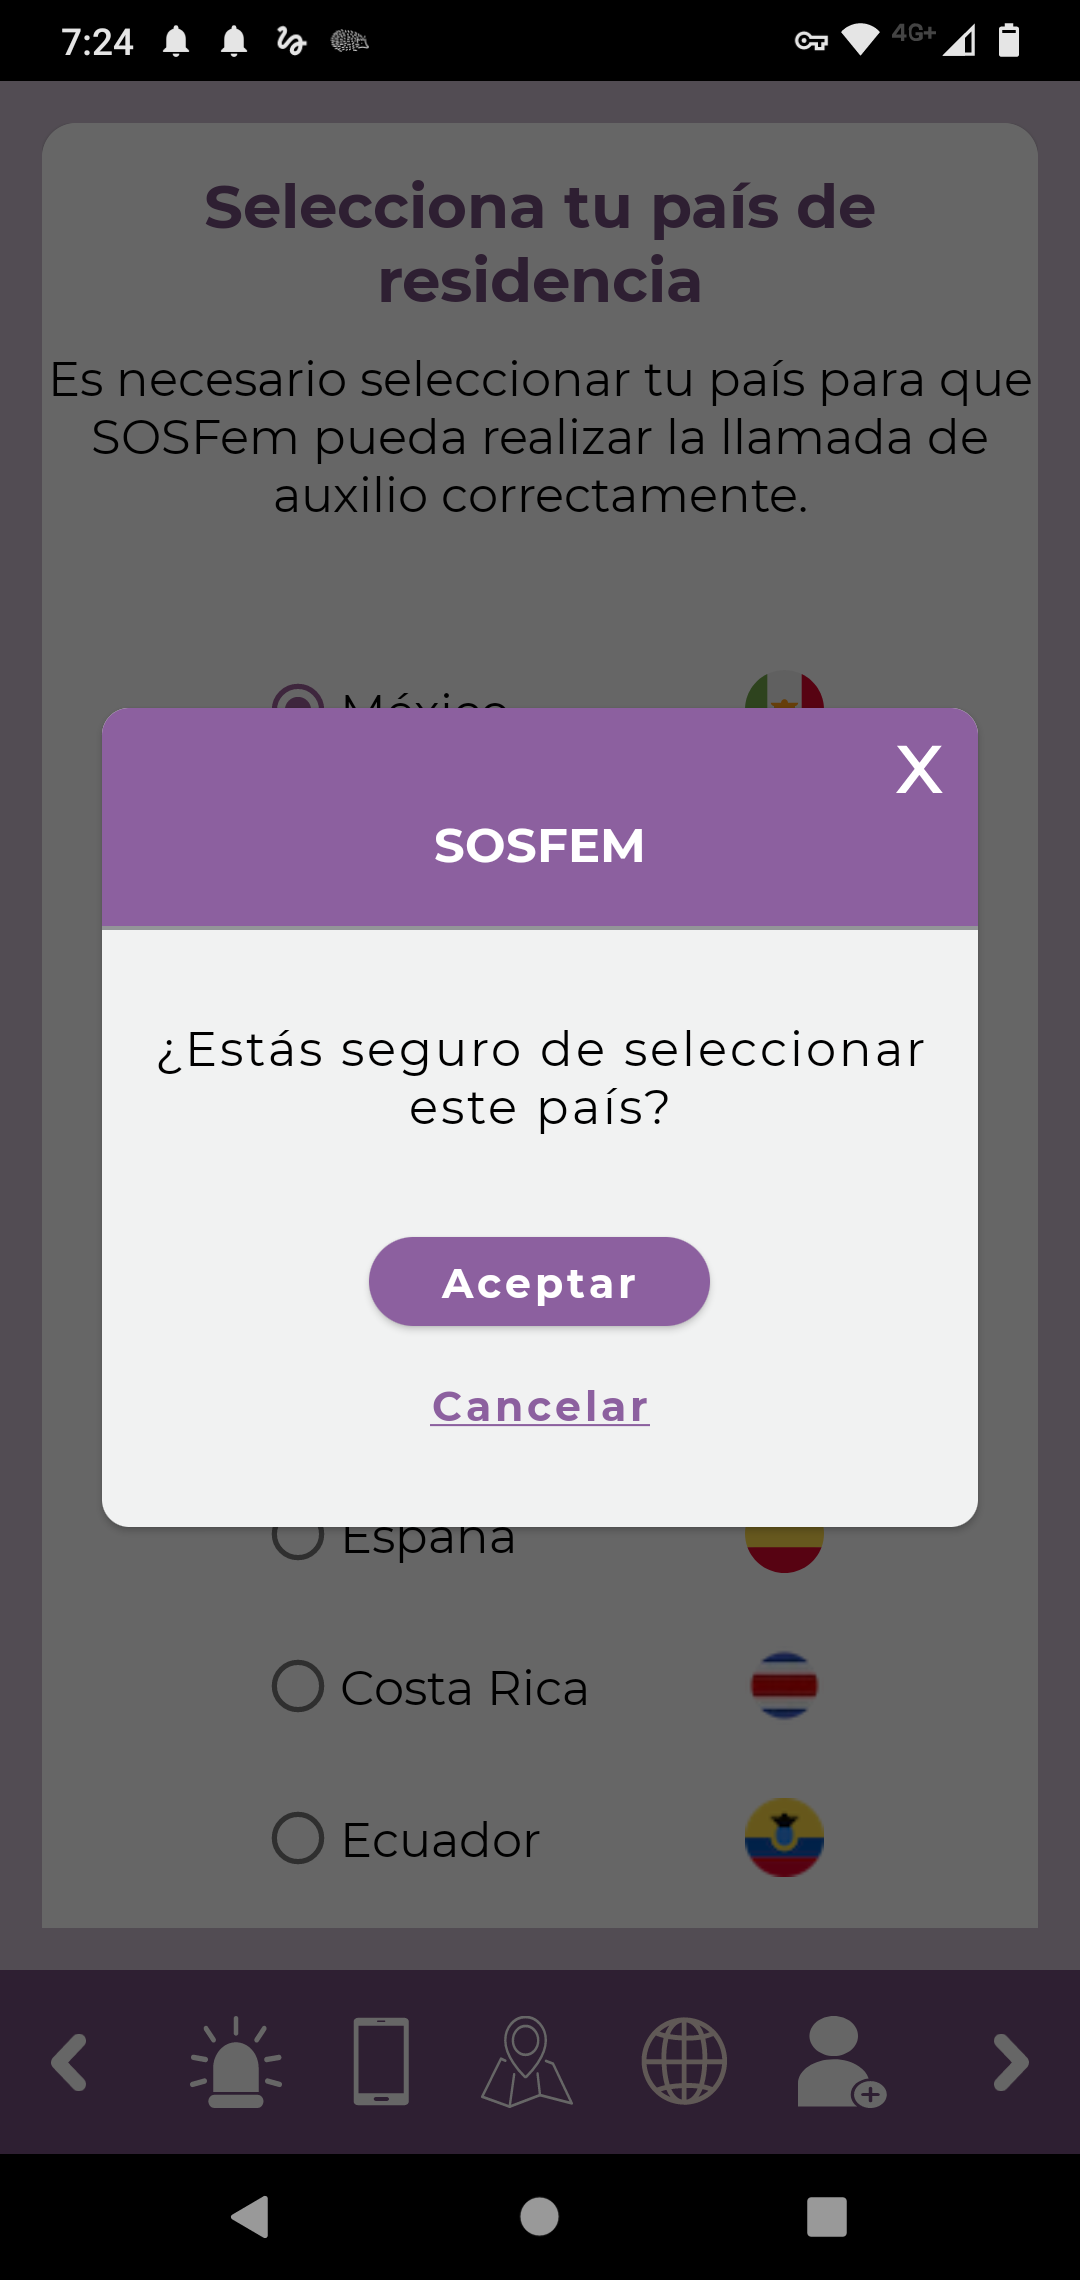 7:24
4G+
Selecciona tu país de
residencia
Es necesario seleccionar tu país para que
SOSFem pueda realizar la llamada de
auxilio correctamente.
México
X
SOSFEM
¿Estás seguro de seleccionar
este país?
Aceptar
Cancelar
España
Costa Rica
Ecuador